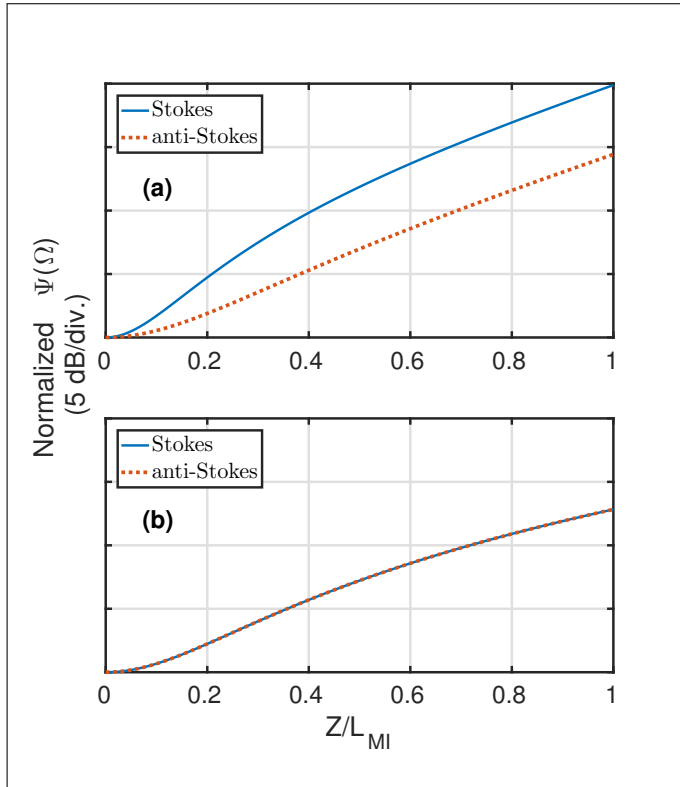 Stokes
anti-Stokes
(a)
0 0.2 0.4 0.6 0.8 1
Normalized Ψ(Ω)
(5 dB/div.)
Stokes
anti-Stokes
(b)
0 0.2 0.4 0.6 0.8 1
Z/L_MI